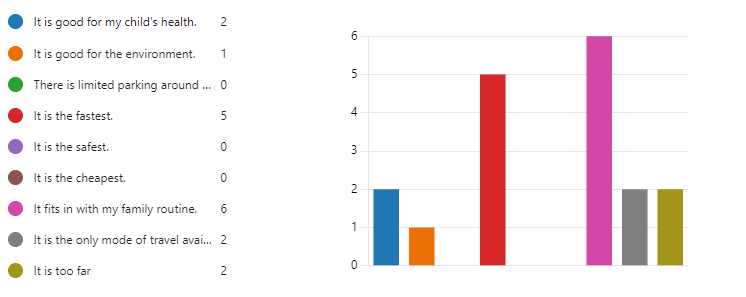 It is good for my child's health. 2
It is good for the environment. 1
There is limited parking around ... 0
It is the fastest. 5
It is the safest. 0
It is the cheapest. 0
It fits in with my family routine. 6
It is the only mode of travel avai... 2
It is too far 2
6
5
4
3
2
1
0